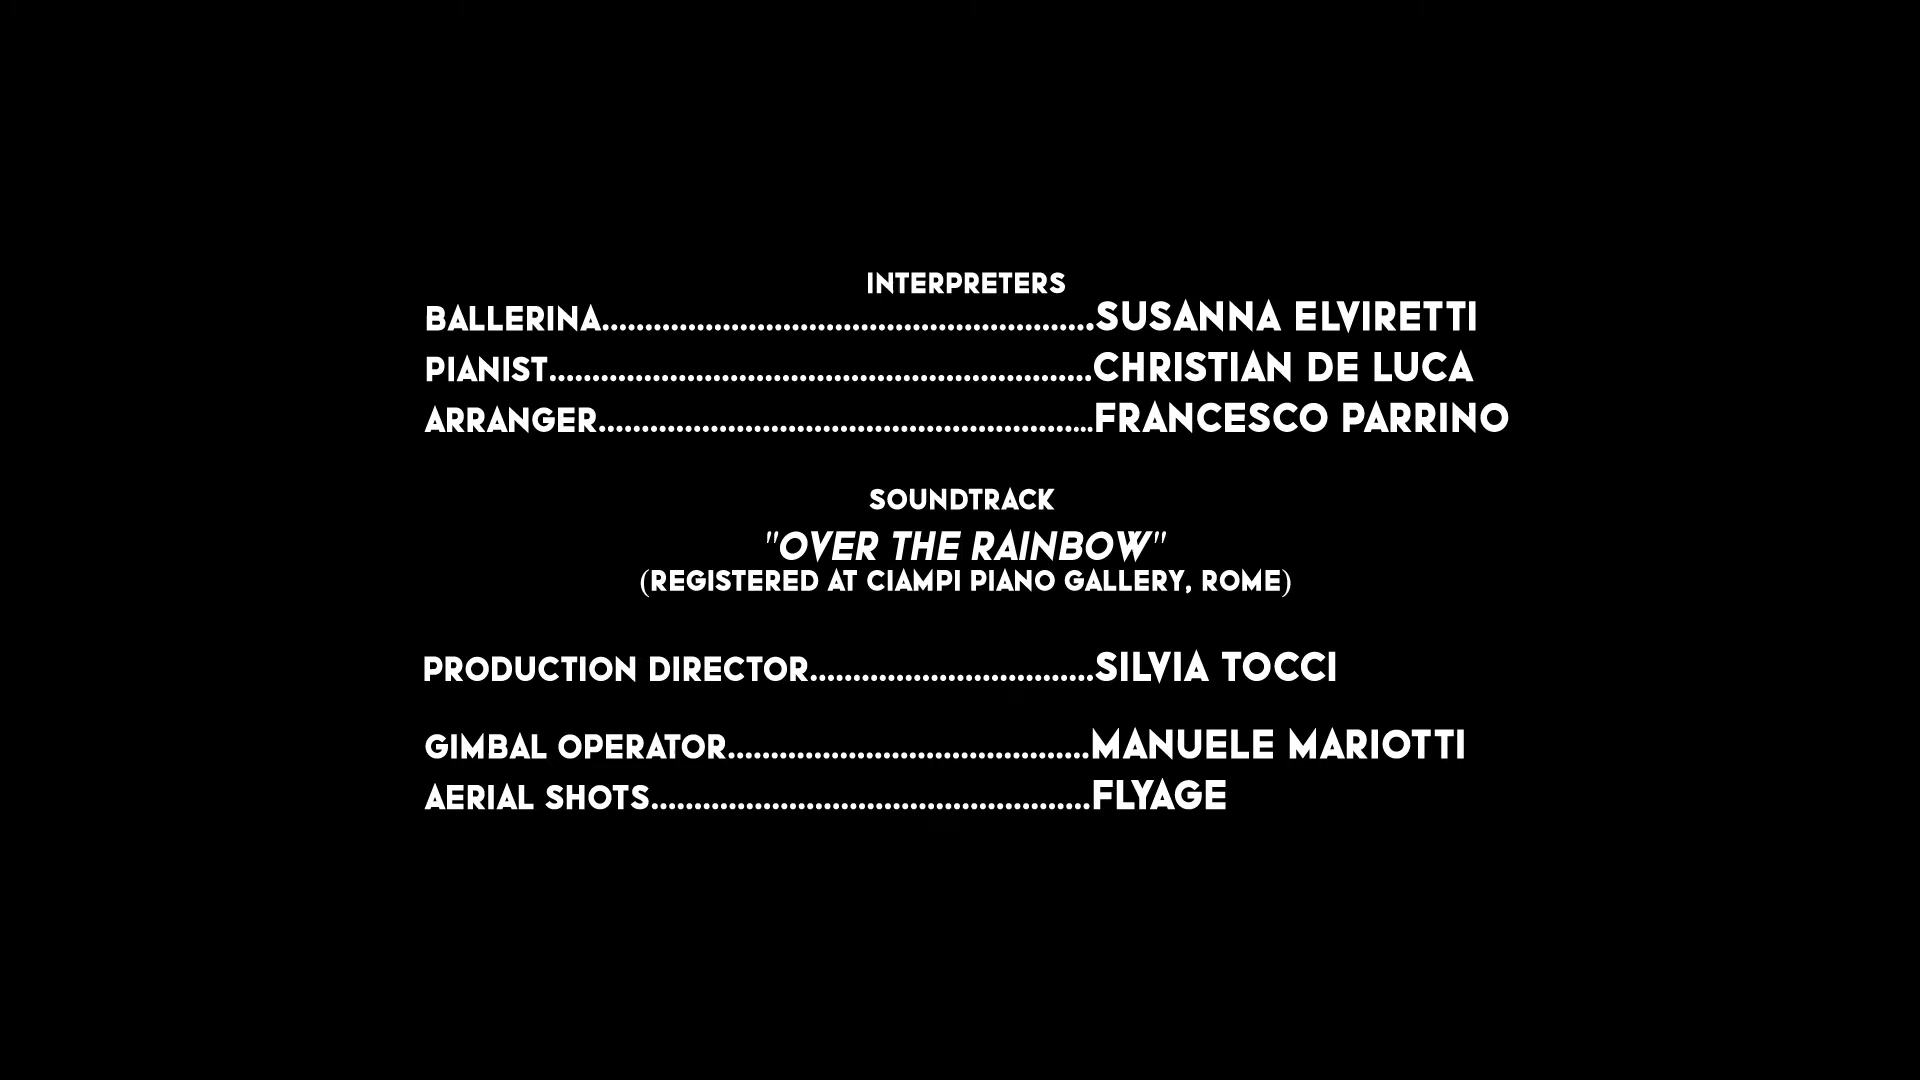 INTERPRETERS
BALLERINA.........................................................SUSANNA ELVIRETTI
PIANIST...............................................................CHRISTIAN DE LUCA
ARRANGER.........................................................FRANCESCO PARRINO
SOUNDTRACK
"OVER THE RAINBOW"
(REGISTERED AT CIAMPI PIANO GALLERY, ROME)
PRODUCTION DIRECTOR.................................SILVIA TOCCI
GIMBAL OPERATOR..........................................MANUELE MARIOTTI
AERIAL SHOTS...................................................FLYAGE